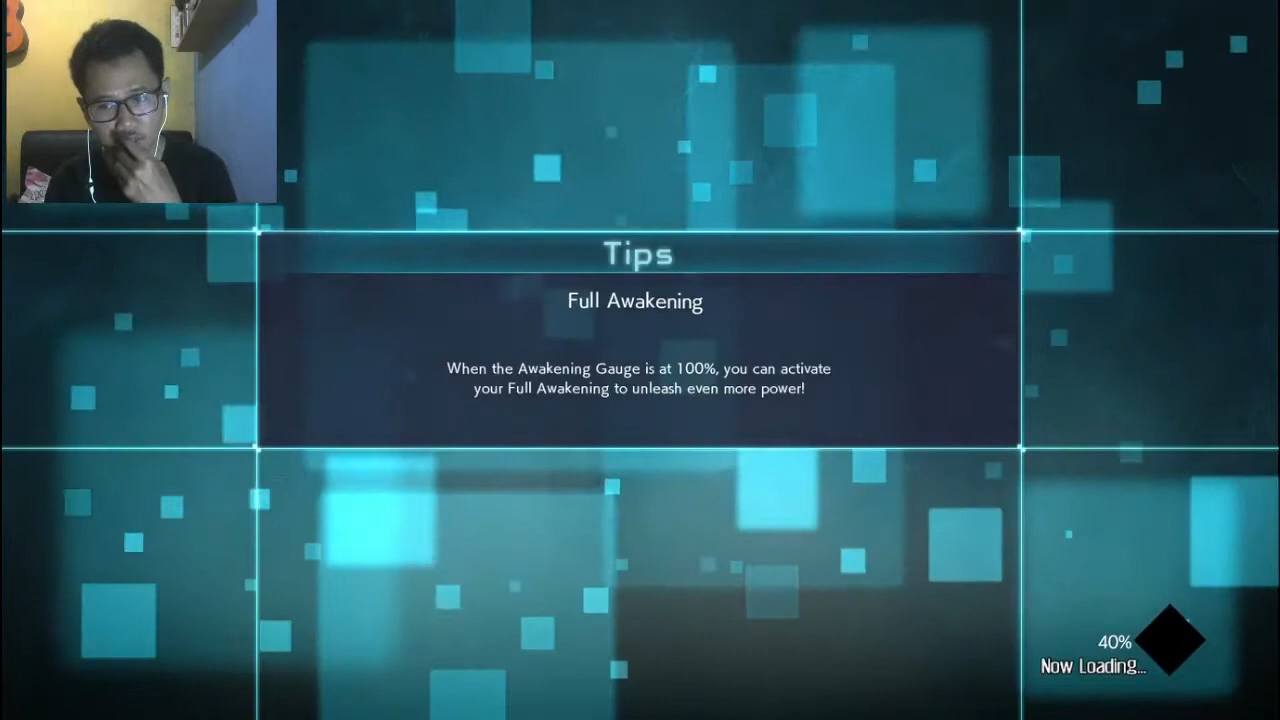 Tips
Full Awakening
When the Awakening Gauge is at 100%, you can activate
your Full Awakening to unleash even more power!
40%
Now Loading...